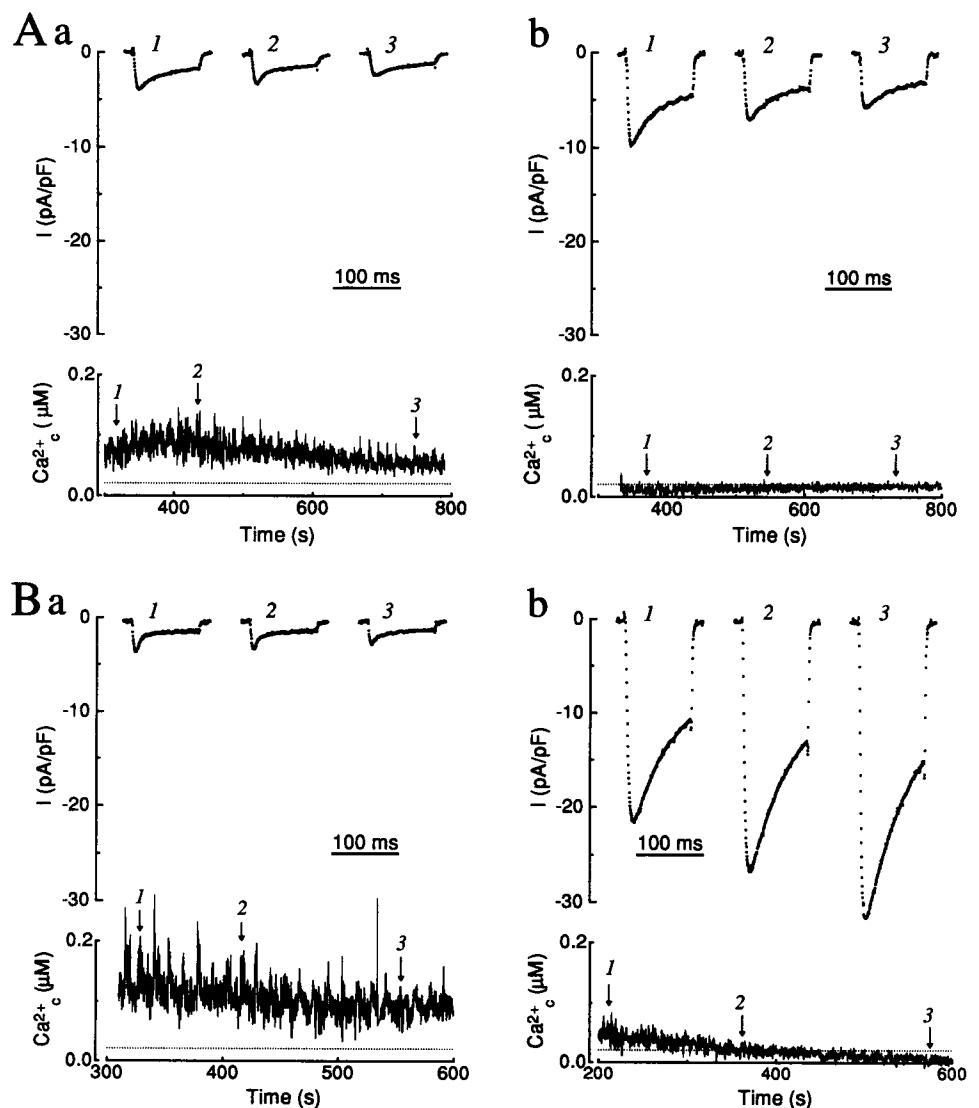 A a
1 2 3
0
-10
-20
-30
I (pA/pF)
100 ms
0.2
0.0
Ca2+c (µM)
1 2 3
400 600 800
Time (s)
b
1 2 3
0
-10
-20
-30
I (pA/pF)
100 ms
0.2
0.0
Ca2+c (µM)
1 2 3
400 600 800
Time (s)
B a
1 2 3
0
-10
-20
-30
I (pA/pF)
100 ms
0.2
0.0
Ca2+c (µM)
1 2 3
300 400 500 600
Time (s)
b
1 2 3
0
-10
-20
-30
I (pA/pF)
100 ms
0.2
0.0
Ca2+c (µM)
1 2 3
200 400 600
Time (s)